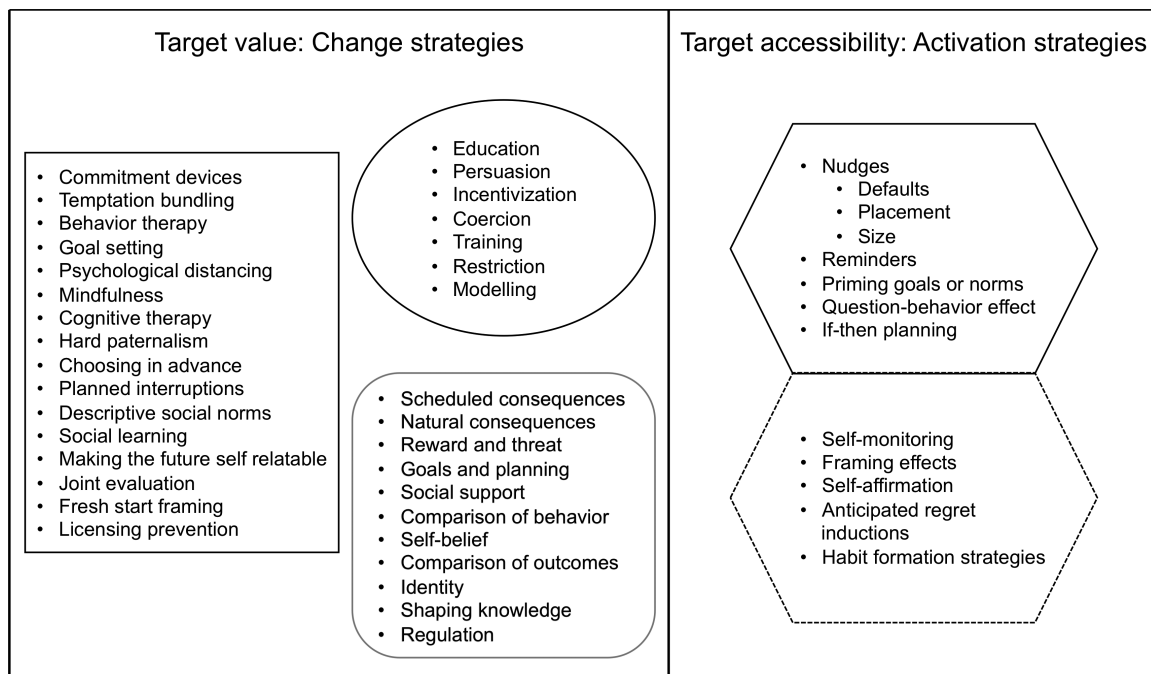 Target value: Change strategies
• Commitment devices
• Temptation bundling
• Behavior therapy
• Goal setting
• Psychological distancing
• Mindfulness
• Cognitive therapy
• Hard paternalism
• Choosing in advance
• Planned interruptions
• Descriptive social norms
• Social learning
• Making the future self relatable
• Joint evaluation
• Fresh start framing
• Licensing prevention
• Education
• Persuasion
• Incentivization
• Coercion
• Training
• Restriction
• Modelling
• Scheduled consequences
• Natural consequences
• Reward and threat
• Goals and planning
• Social support
• Comparison of behavior
• Self-belief
• Comparison of outcomes
• Identity
• Shaping knowledge
• Regulation
Target accessibility: Activation strategies
• Nudges
• Defaults
• Placement
• Size
• Reminders
• Priming goals or norms
• Question-behavior effect
• If-then planning
• Self-monitoring
• Framing effects
• Self-affirmation
• Anticipated regret
inductions
• Habit formation strategies